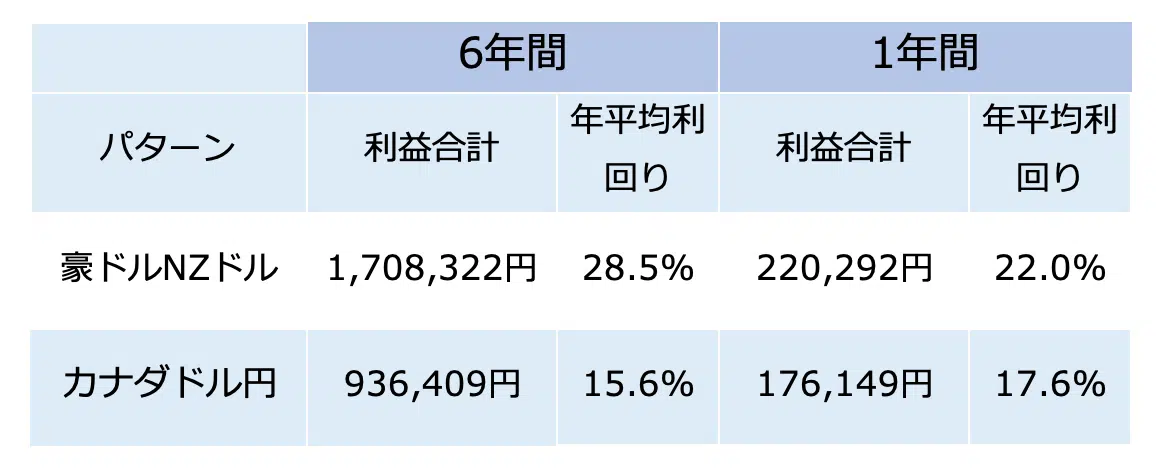 6年間 1年間
パターン 利益合計 年平均利回り 利益合計 年平均利回り
豪ドルNZドル 1,708,322円 28.5% 220,292円 22.0%
カナダドル円 936,409円 15.6% 176,149円 17.6%